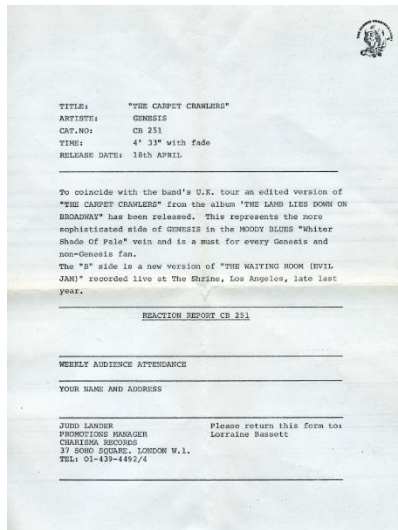 TITLE: "THE CARPET CRAWLERS"
ARTISTE: GENESIS
CAT.NO: CB 251
TIME: 4' 33" with fade
RELEASE DATE: 18th APRIL
To coincide with the band's U.K. tour an edited version of
"THE CARPET CRAWLERS" from the album 'THE LAMB LIES DOWN ON
BROADWAY" has been released. This represents the more
sophisticated side of GENESIS in the MOODY BLUES "Whiter
Shade Of Pale" vein and is a must for every Genesis and
non-Genesis fan.
The "B" side is a new version of "THE WAITING ROOM (EVIL
JAM)" recorded live at The Shrine, Los Angeles, late last
year.
REACTION REPORT CB 251
WEEKLY AUDIENCE ATTENDANCE
YOUR NAME AND ADDRESS
JUDD LANDER Please return this form to:
PROMOTIONS MANAGER Lorraine Bassett
CHARISMA RECORDS
37 SOHO SQUARE. LONDON W.1.
TEL: 01-439-4492/4